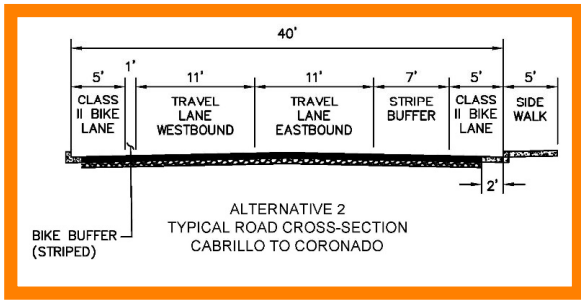 40'
1'
5' 11' 11' 7' 5' 5'
CLASS
II BIKE
LANE
TRAVEL
LANE
WESTBOUND
TRAVEL
LANE
EASTBOUND
STRIPE
BUFFER
CLASS
II BIKE
LANE
SIDE
WALK
2'
BIKE BUFFER
(STRIPED)
ALTERNATIVE 2
TYPICAL ROAD CROSS-SECTION
CABRILLO TO CORONADO